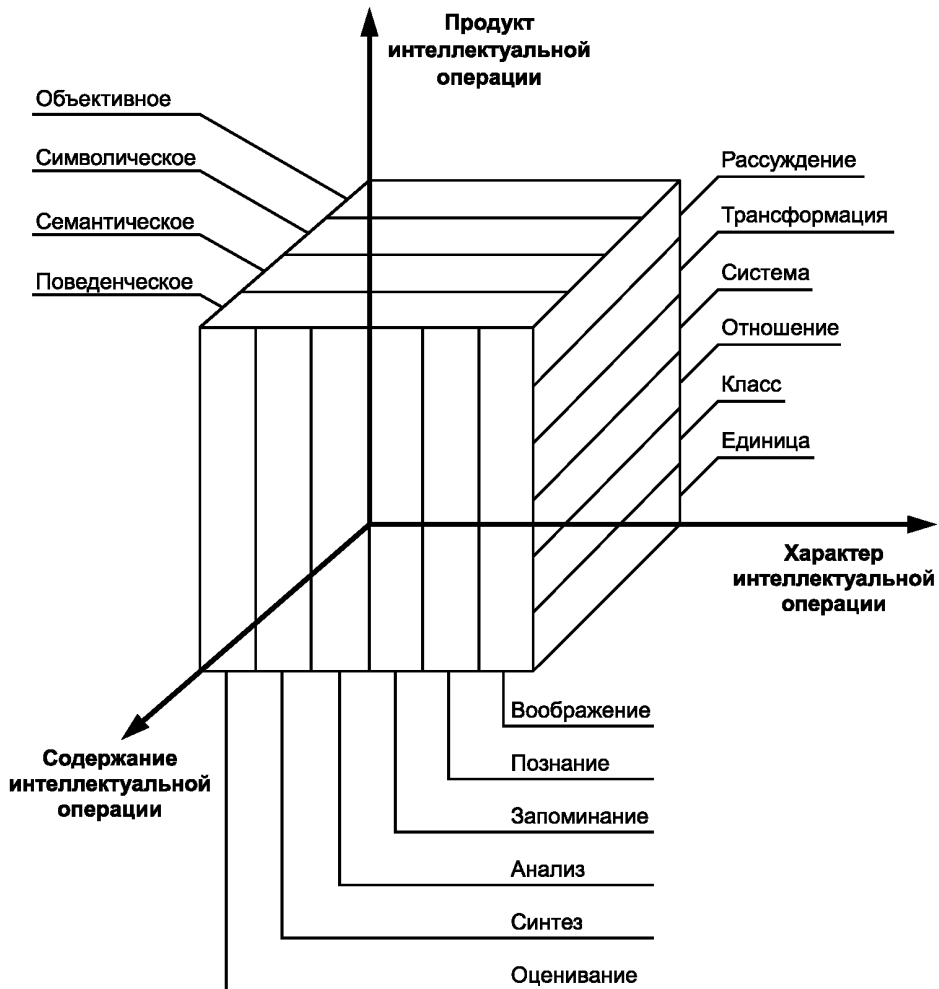 Продукт
интеллектуальной
операции
Объективное
Символическое
Семантическое
Поведенческое
Рассуждение
Трансформация
Система
Отношение
Класс
Единица
Характер
интеллектуальной
операции
Содержание
интеллектуальной
операции
Воображение
Познание
Запоминание
Анализ
Синтез
Оценивание